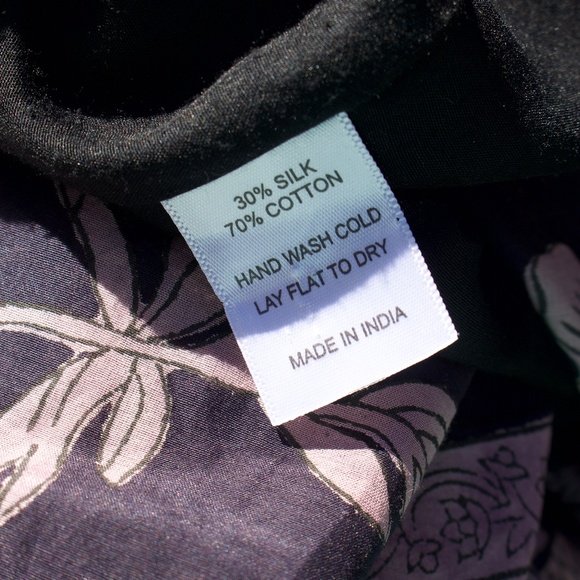 30% SILK
70% COTTON
HAND WASH COLD
LAY FLAT TO DRY
MADE IN INDIA